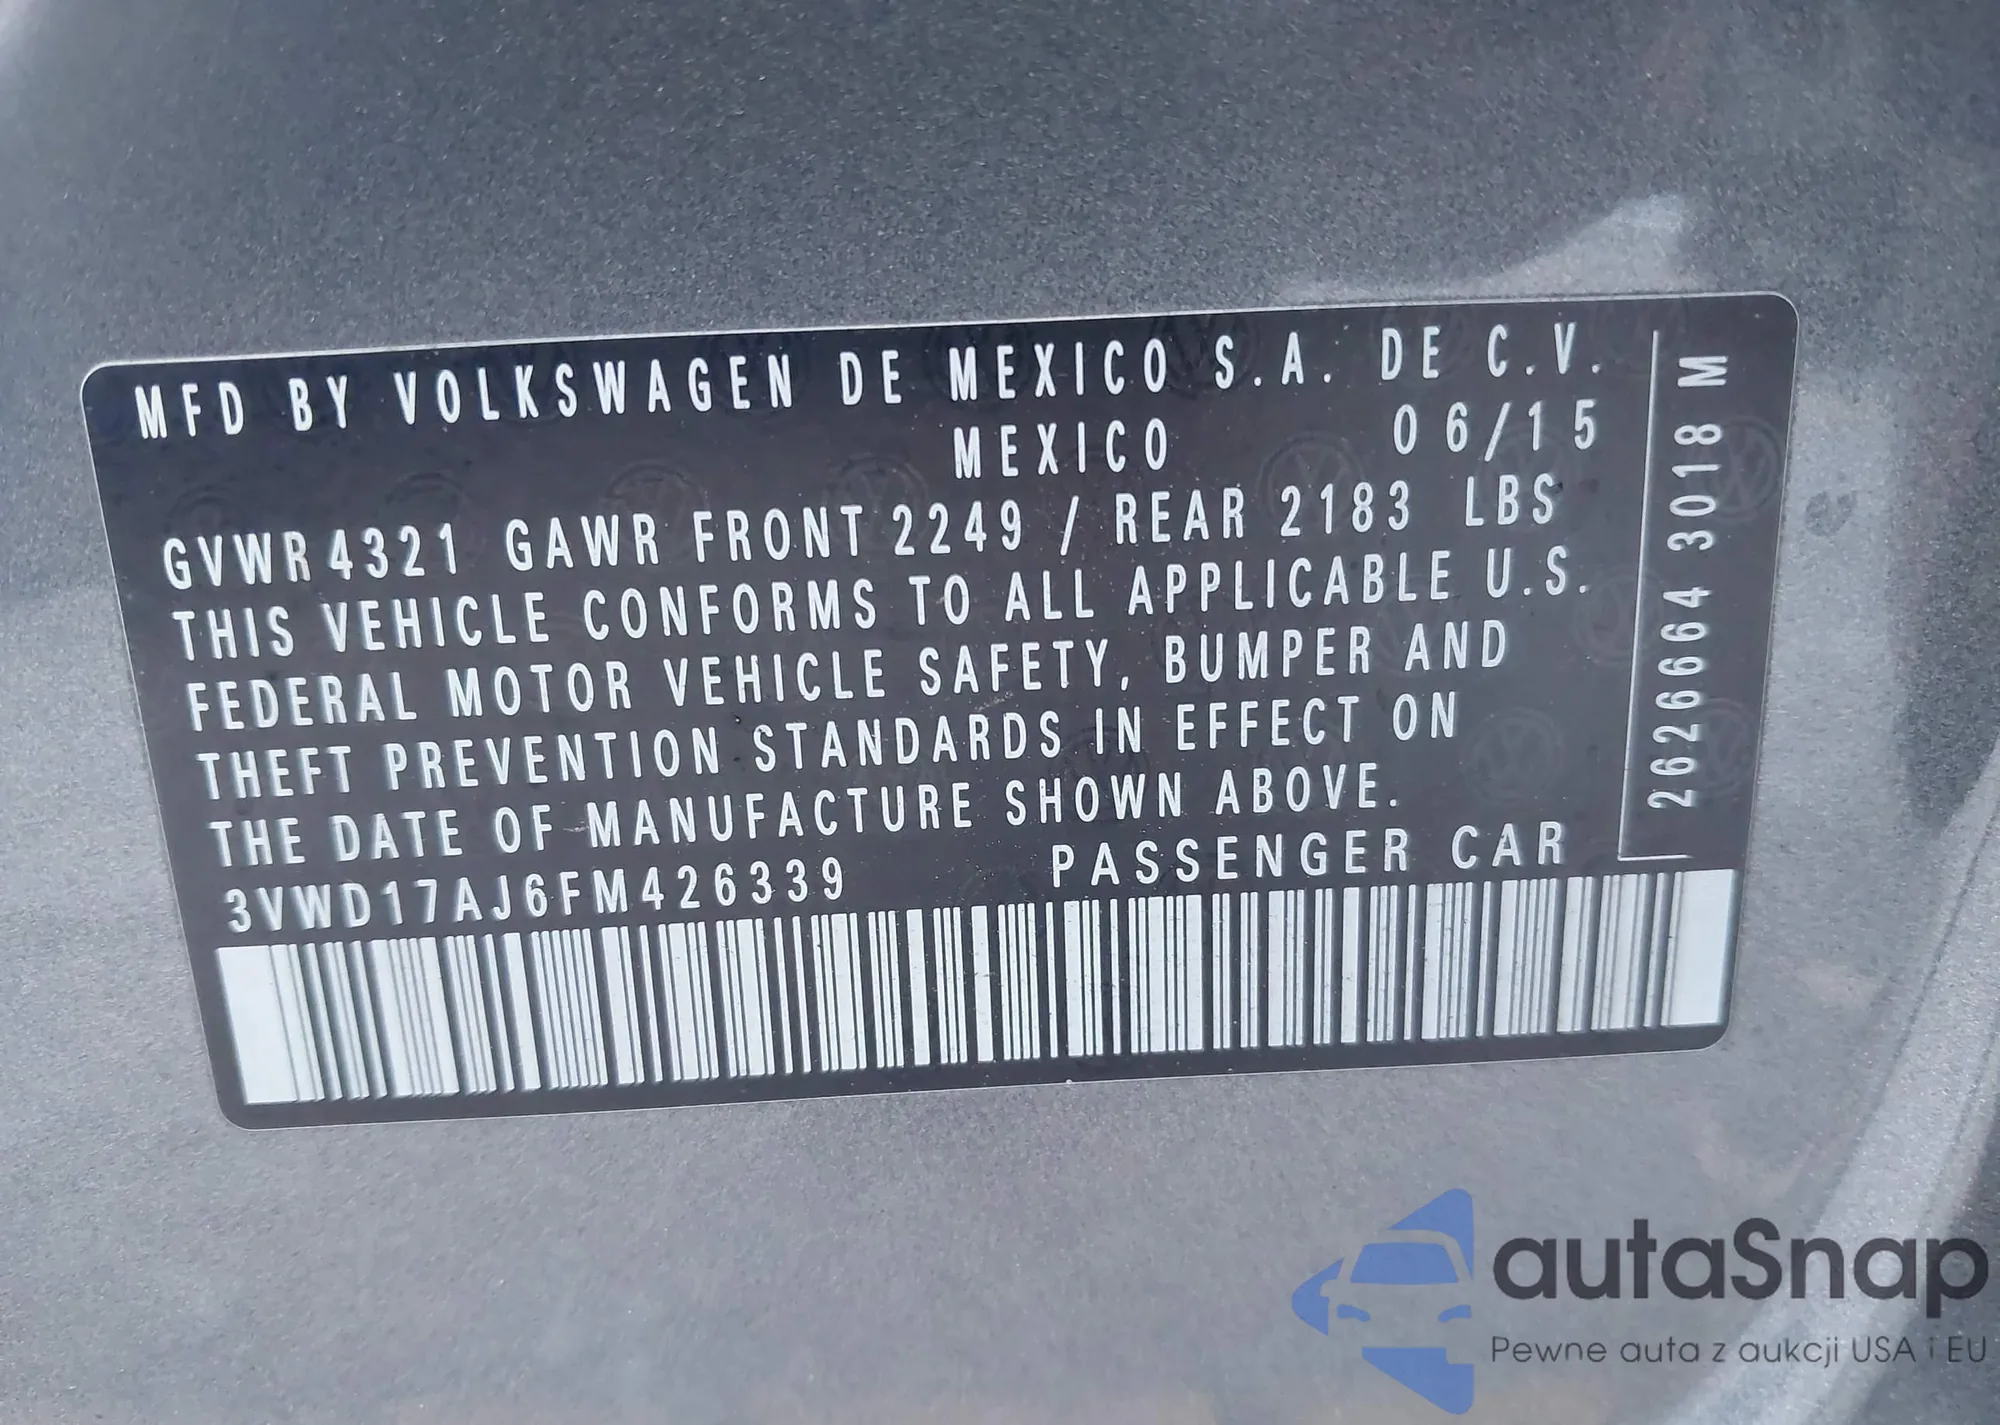 MFD BY VOLKSWAGEN DE MEXICO S.A. DE C.V.
MEXICO 06/15
GVWR 4321 GAWR FRONT 2249 / REAR 2183 LBS
THIS VEHICLE CONFORMS TO ALL APPLICABLE U.S.
FEDERAL MOTOR VEHICLE SAFETY, BUMPER AND
THEFT PREVENTION STANDARDS IN EFFECT ON
THE DATE OF MANUFACTURE SHOWN ABOVE.
3VWD17AJ6FM426339 PASSENGER CAR
2626664 3018 M
autaSnap
Pewne auta z aukcji USA i EU